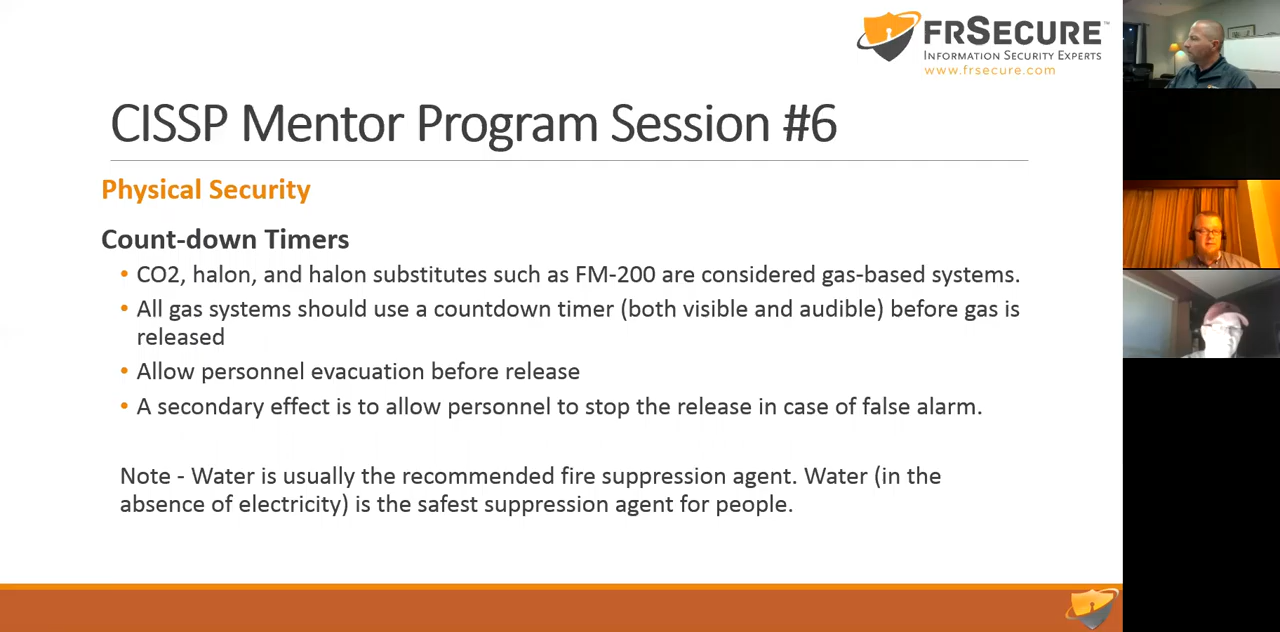 FRSECURE™
INFORMATION SECURITY EXPERTS
www.frsecure.com
CISSP Mentor Program Session #6
Physical Security
Count-down Timers
• CO2, halon, and halon substitutes such as FM-200 are considered gas-based systems.
• All gas systems should use a countdown timer (both visible and audible) before gas is
released
• Allow personnel evacuation before release
• A secondary effect is to allow personnel to stop the release in case of false alarm.
Note - Water is usually the recommended fire suppression agent. Water (in the
absence of electricity) is the safest suppression agent for people.